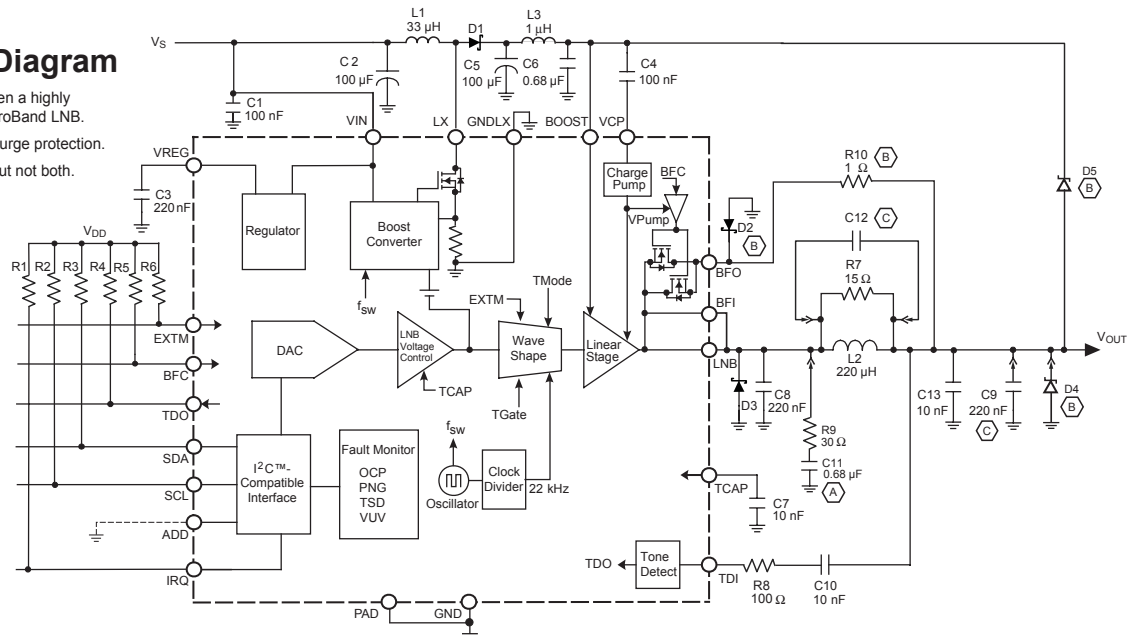 Diagram
en a highly
roBand LNB.
urge protection.
ut not both.
L1
33 µH
D1
L3
1 µH
VS
C2
100 µF
C5
100 µF
C6
0.68 µF
C4
100 nF
C1
100 nF
VIN
LX
GNDLX
BOOST
VCP
VREG
C3
220 nF
VDD
R1 R2 R3 R4 R5 R6
Regulator
Boost
Converter
fsw
Charge
Pump
BFC
VPump
D2
B
BFO
BFI
LNB
R10
1 Ω
B
C12
C
R7
15 Ω
L2
220 µH
D5
B
VOUT
EXTM
BFC
TDO
SDA
SCL
ADD
IRQ
DAC
LNB
Voltage
Control
TCAP
EXTM
TMode
Wave
Shape
TGate
Linear
Stage
D3
C8
220 nF
R9
30 Ω
C11
0.68 µF
A
C13
10 nF
C9
220 nF
C
D4
B
I2C™-
Compatible
Interface
Fault Monitor
OCP
PNG
TSD
VUV
fsw
Oscillator
Clock
Divider
22 kHz
TCAP
C7
10 nF
TDO
Tone
Detect
TDI
R8
100 Ω
C10
10 nF
PAD
GND